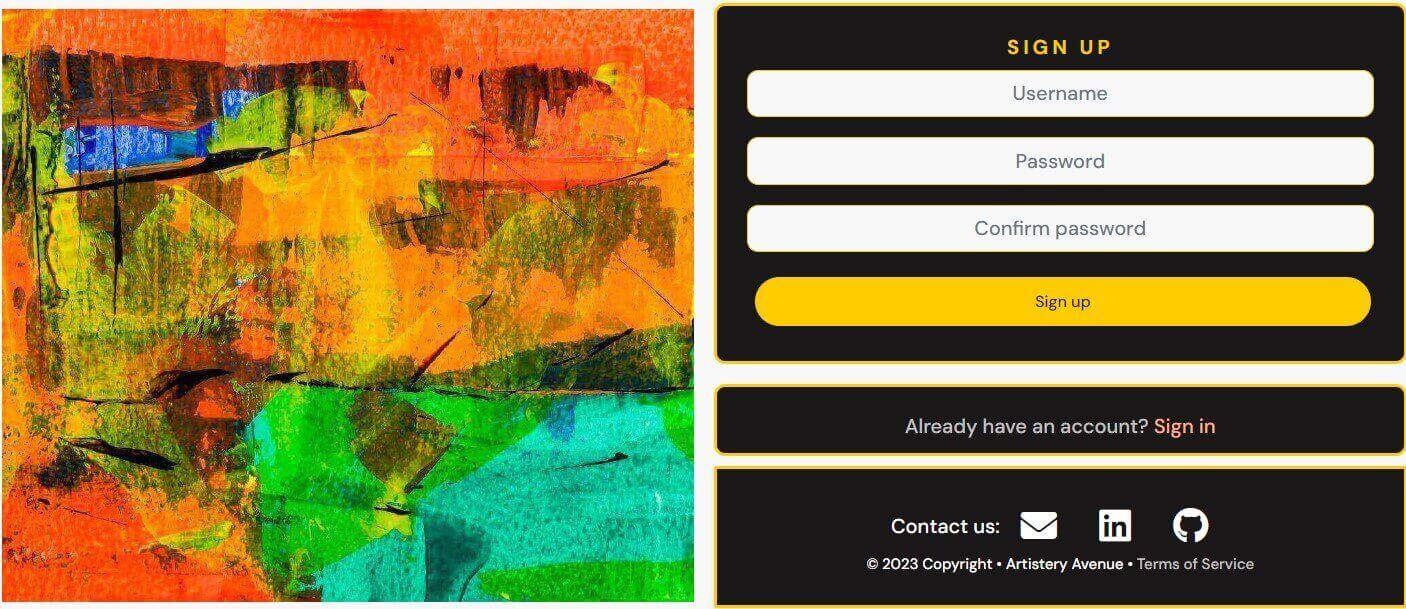 SIGN UP
Username
Password
Confirm password
Sign up
Already have an account? Sign in
Contact us:
© 2023 Copyright • Artistery Avenue • Terms of Service